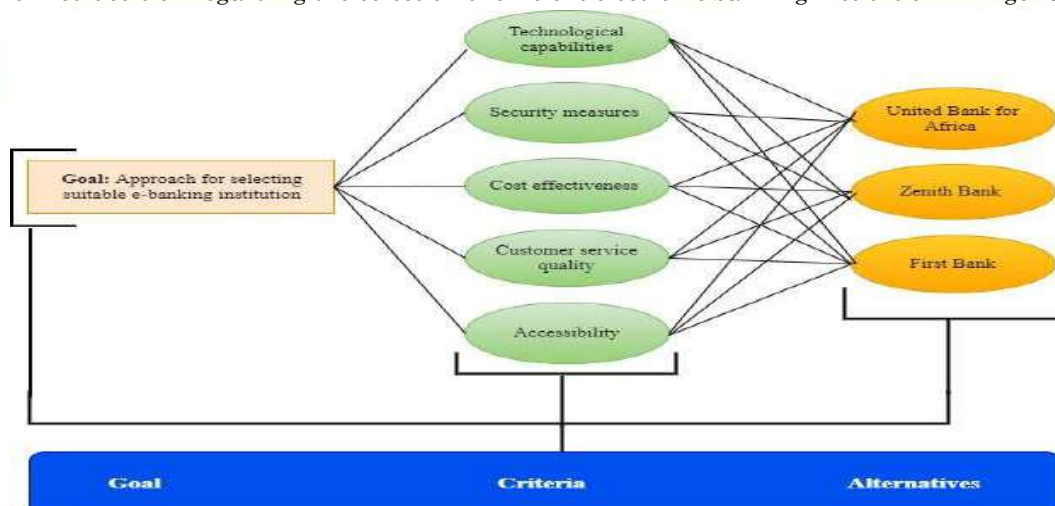 Technological
capabilities
Security measures
United Bank for
Africa
Goal: Approach for selecting
suitable e-banking institution
Cost effectiveness
Zenith Bank
Customer service
quality
First Bank
Accessibility
Goal
Criteria
Alternatives